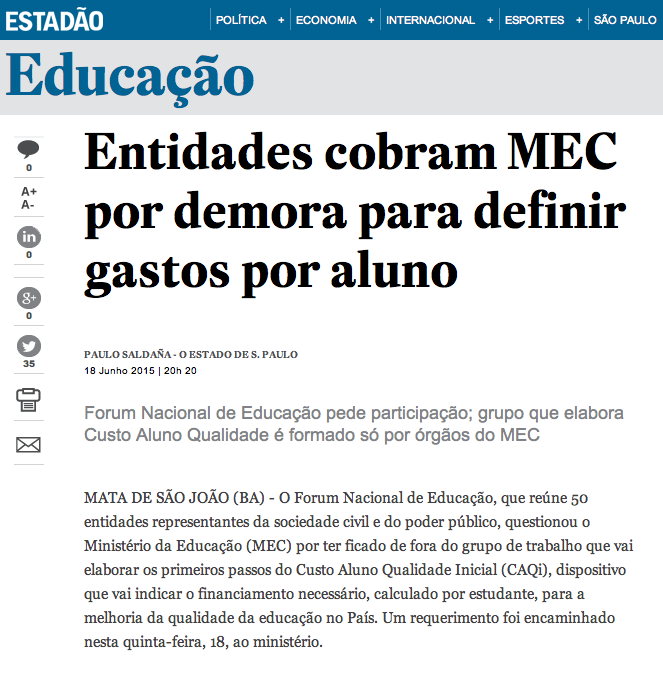 ESTADÃO
POLÍTICA + ECONOMIA + INTERNACIONAL + ESPORTES + SÃO PAULO
Educação
0
A+
A-
in
0
g+
0
35
Entidades cobram MEC
por demora para definir
gastos por aluno
PAULO SALDAÑA - O ESTADO DE S. PAULO
18 Junho 2015 | 20h 20
Forum Nacional de Educação pede participação; grupo que elabora
Custo Aluno Qualidade é formado só por órgãos do MEC
MATA DE SÃO JOÃO (BA) - O Forum Nacional de Educação, que reúne 50
entidades representantes da sociedade civil e do poder público, questionou o
Ministério da Educação (MEC) por ter ficado de fora do grupo de trabalho que vai
elaborar os primeiros passos do Custo Aluno Qualidade Inicial (CAQi), dispositivo
que vai indicar o financiamento necessário, calculado por estudante, para a
melhoria da qualidade da educação no País. Um requerimento foi encaminhado
nesta quinta-feira, 18, ao ministério.